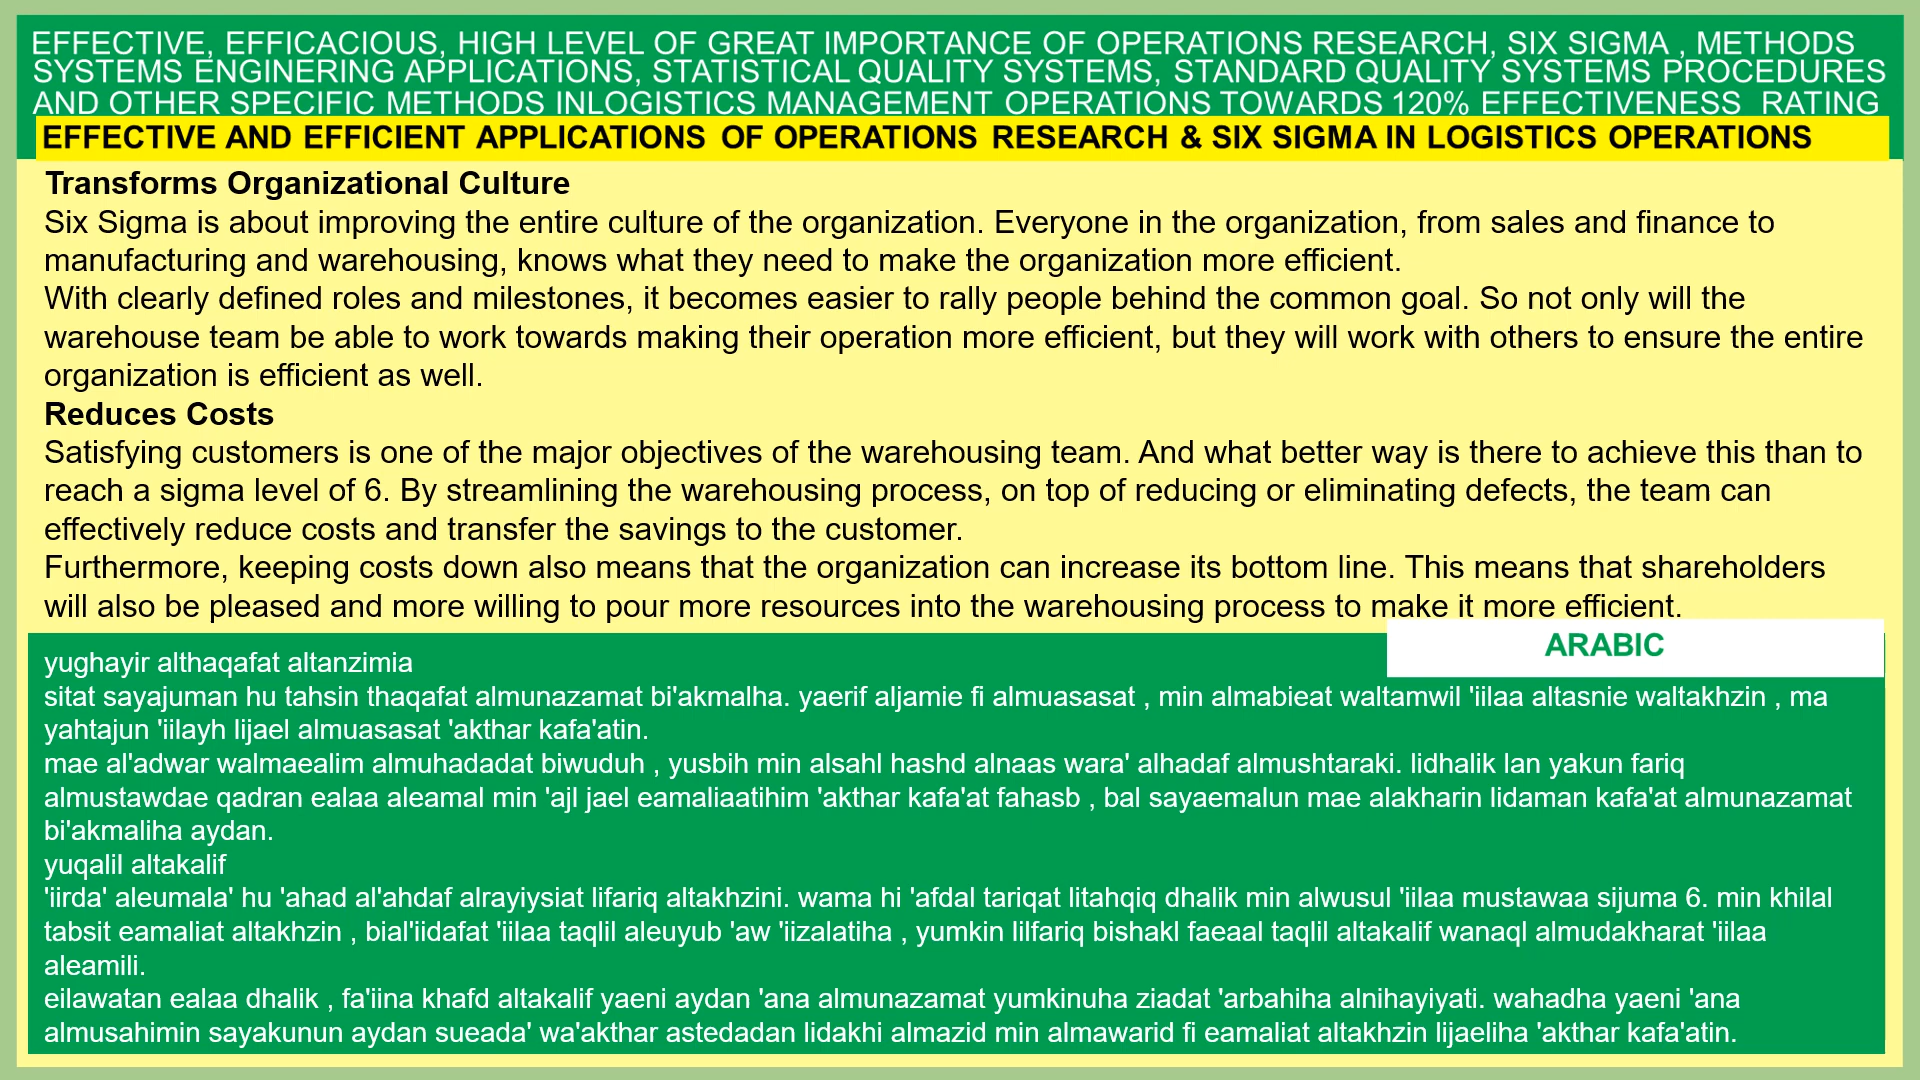 EFFECTIVE, EFFICACIOUS, HIGH LEVEL OF GREAT IMPORTANCE OF OPERATIONS RESEARCH, SIX SIGMA , METHODS
SYSTEMS ENGINERING APPLICATIONS, STATISTICAL QUALITY SYSTEMS, STANDARD QUALITY SYSTEMS PROCEDURES
AND OTHER SPECIFIC METHODS INLOGISTICS MANAGEMENT OPERATIONS TOWARDS 120% EFFECTIVENESS RATING
EFFECTIVE AND EFFICIENT APPLICATIONS OF OPERATIONS RESEARCH & SIX SIGMA IN LOGISTICS OPERATIONS
Transforms Organizational Culture
Six Sigma is about improving the entire culture of the organization. Everyone in the organization, from sales and finance to
manufacturing and warehousing, knows what they need to make the organization more efficient.
With clearly defined roles and milestones, it becomes easier to rally people behind the common goal. So not only will the
warehouse team be able to work towards making their operation more efficient, but they will work with others to ensure the entire
organization is efficient as well.
Reduces Costs
Satisfying customers is one of the major objectives of the warehousing team. And what better way is there to achieve this than to
reach a sigma level of 6. By streamlining the warehousing process, on top of reducing or eliminating defects, the team can
effectively reduce costs and transfer the savings to the customer.
Furthermore, keeping costs down also means that the organization can increase its bottom line. This means that shareholders
will also be pleased and more willing to pour more resources into the warehousing process to make it more efficient.
ARABIC
yughayir althaqafat altanzimia
sitat sayajuman hu tahsin thaqafat almunazamat bi'akmalha. yaerif aljamie fi almuasasat , min almabieat waltamwil 'iilaa altasnie waltakhzin , ma
yahtajun 'iilayh lijael almuasasat 'akthar kafa'atin.
mae al'adwar walmaealim almuhadadat biwuduh , yusbih min alsahl hashd alnaas wara' alhadaf almushtaraki. lidhalik lan yakun fariq
almustawdae qadran ealaa aleamal min 'ajl jael eamaliaatihim 'akthar kafa'at fahasb , bal sayaemalun mae alakharin lidaman kafa'at almunazamat
bi'akmaliha aydan.
yuqalil altakalif
'iirda' aleumala' hu 'ahad al'ahdaf alrayiysiat lifariq altakhzini. wama hi 'afdal tariqat litahqiq dhalik min alwusul 'iilaa mustawaa sijuma 6. min khilal
tabsit eamaliat altakhzin , bial'iidafat 'iilaa taqlil aleuyub 'aw 'iizalatiha , yumkin lilfariq bishakl faeaal taqlil altakalif wanaql almudakharat 'iilaa
aleamili.
eilawatan ealaa dhalik , fa'iina khafd altakalif yaeni aydan 'ana almunazamat yumkinuha ziadat 'arbahiha alnihayiyati. wahadha yaeni 'ana
almusahimin sayakunun aydan sueada' wa'akthar astedadan lidakhi almazid min almawarid fi eamaliat altakhzin lijaeliha 'akthar kafa'atin.